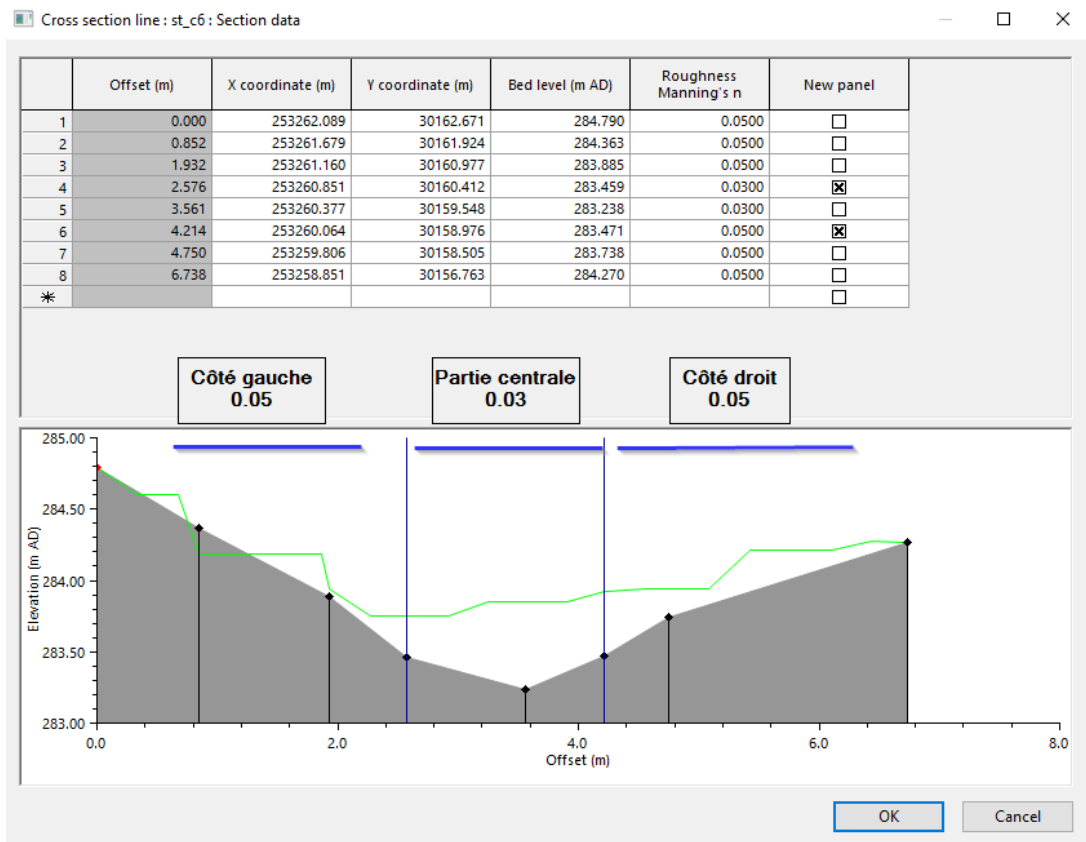 Cross section line : st_c6 : Section data
Offset (m) X coordinate (m) Y coordinate (m) Bed level (m AD) Roughness Manning's n New panel
1 0.000 253262.089 30162.671 284.790 0.0500
2 0.852 253261.679 30161.924 284.363 0.0500
3 1.932 253261.160 30160.977 283.885 0.0500
4 2.576 253260.851 30160.412 283.459 0.0300
5 3.561 253260.377 30159.548 283.238 0.0300
6 4.214 253260.064 30158.976 283.471 0.0500
7 4.750 253259.806 30158.505 283.738 0.0500
8 6.738 253258.851 30156.763 284.270 0.0500
Côté gauche
0.05
Partie centrale
0.03
Côté droit
0.05
285.00
284.50
284.00
283.50
283.00
Elevation (m AD)
0.0 2.0 4.0 6.0 8.0
Offset (m)
OK Cancel